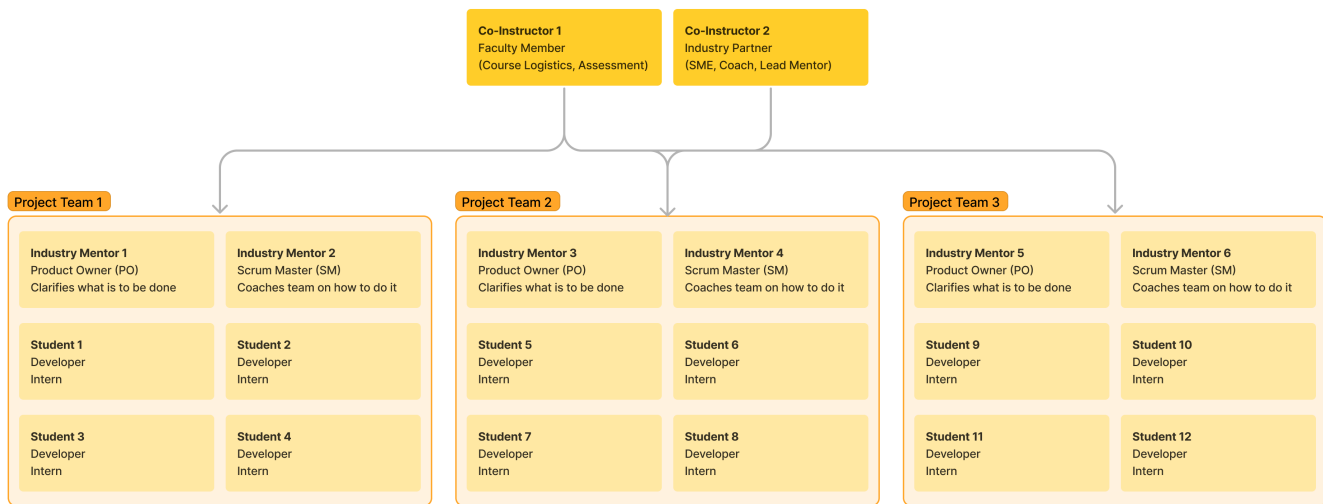 Co-Instructor 1
Faculty Member
(Course Logistics, Assessment)
Co-Instructor 2
Industry Partner
(SME, Coach, Lead Mentor)
Project Team 1
Industry Mentor 1
Product Owner (PO)
Clarifies what is to be done
Industry Mentor 2
Scrum Master (SM)
Coaches team on how to do it
Student 1
Developer
Intern
Student 2
Developer
Intern
Student 3
Developer
Intern
Student 4
Developer
Intern
Project Team 2
Industry Mentor 3
Product Owner (PO)
Clarifies what is to be done
Industry Mentor 4
Scrum Master (SM)
Coaches team on how to do it
Student 5
Developer
Intern
Student 6
Developer
Intern
Student 7
Developer
Intern
Student 8
Developer
Intern
Project Team 3
Industry Mentor 5
Product Owner (PO)
Clarifies what is to be done
Industry Mentor 6
Scrum Master (SM)
Coaches team on how to do it
Student 9
Developer
Intern
Student 10
Developer
Intern
Student 11
Developer
Intern
Student 12
Developer
Intern